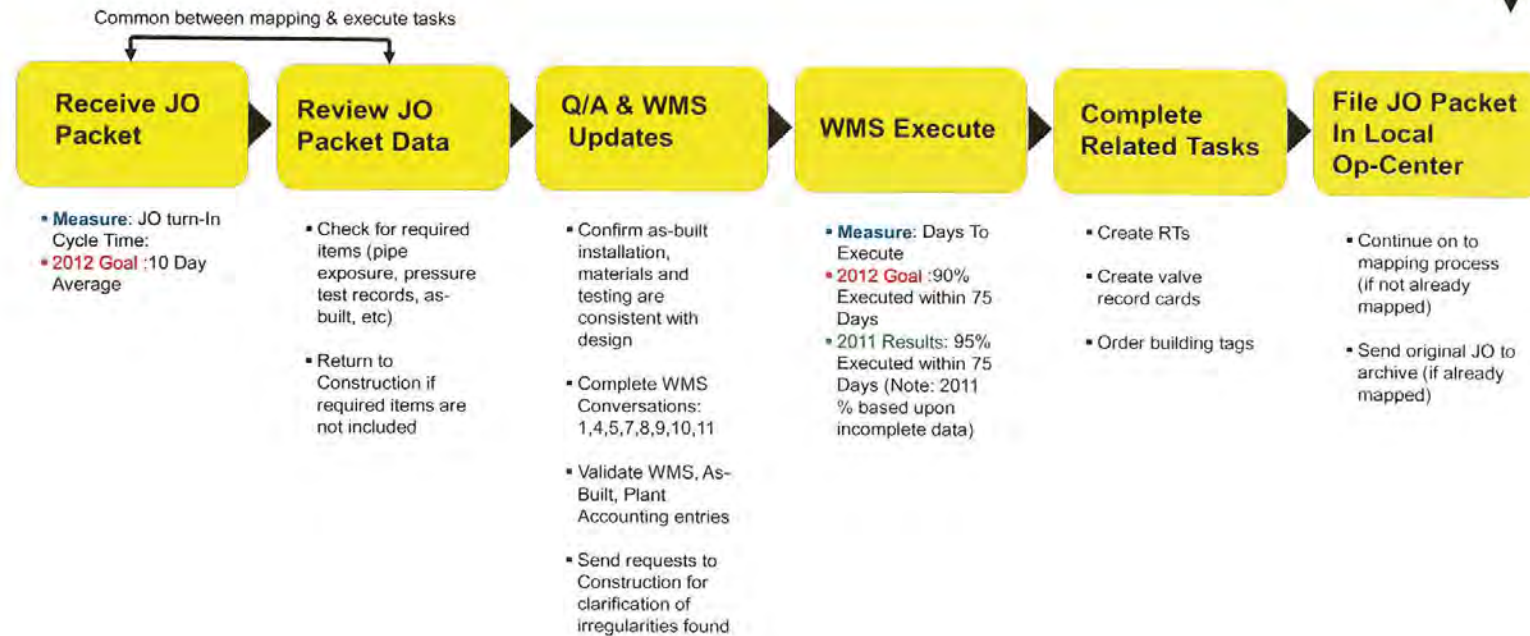 Common between mapping & execute tasks
Receive JO
Packet
▪ Measure: JO turn-In
Cycle Time:
▪ 2012 Goal :10 Day
Average
Review JO
Packet Data
▪ Check for required
items (pipe
exposure, pressure
test records, as-
built, etc)
▪ Return to
Construction if
required items are
not included
Q/A & WMS
Updates
▪ Confirm as-built
installation,
materials and
testing are
consistent with
design
▪ Complete WMS
Conversations:
1,4,5,7,8,9,10,11
▪ Validate WMS, As-
Built, Plant
Accounting entries
▪ Send requests to
Construction for
clarification of
irregularities found
WMS Execute
▪ Measure: Days To
Execute
▪ 2012 Goal :90%
Executed within 75
Days
▪ 2011 Results: 95%
Executed within 75
Days (Note: 2011
% based upon
incomplete data)
Complete
Related Tasks
▪ Create RTs
▪ Create valve
record cards
▪ Order building tags
File JO Packet
In Local
Op-Center
▪ Continue on to
mapping process
(if not already
mapped)
▪ Send original JO to
archive (if already
mapped)